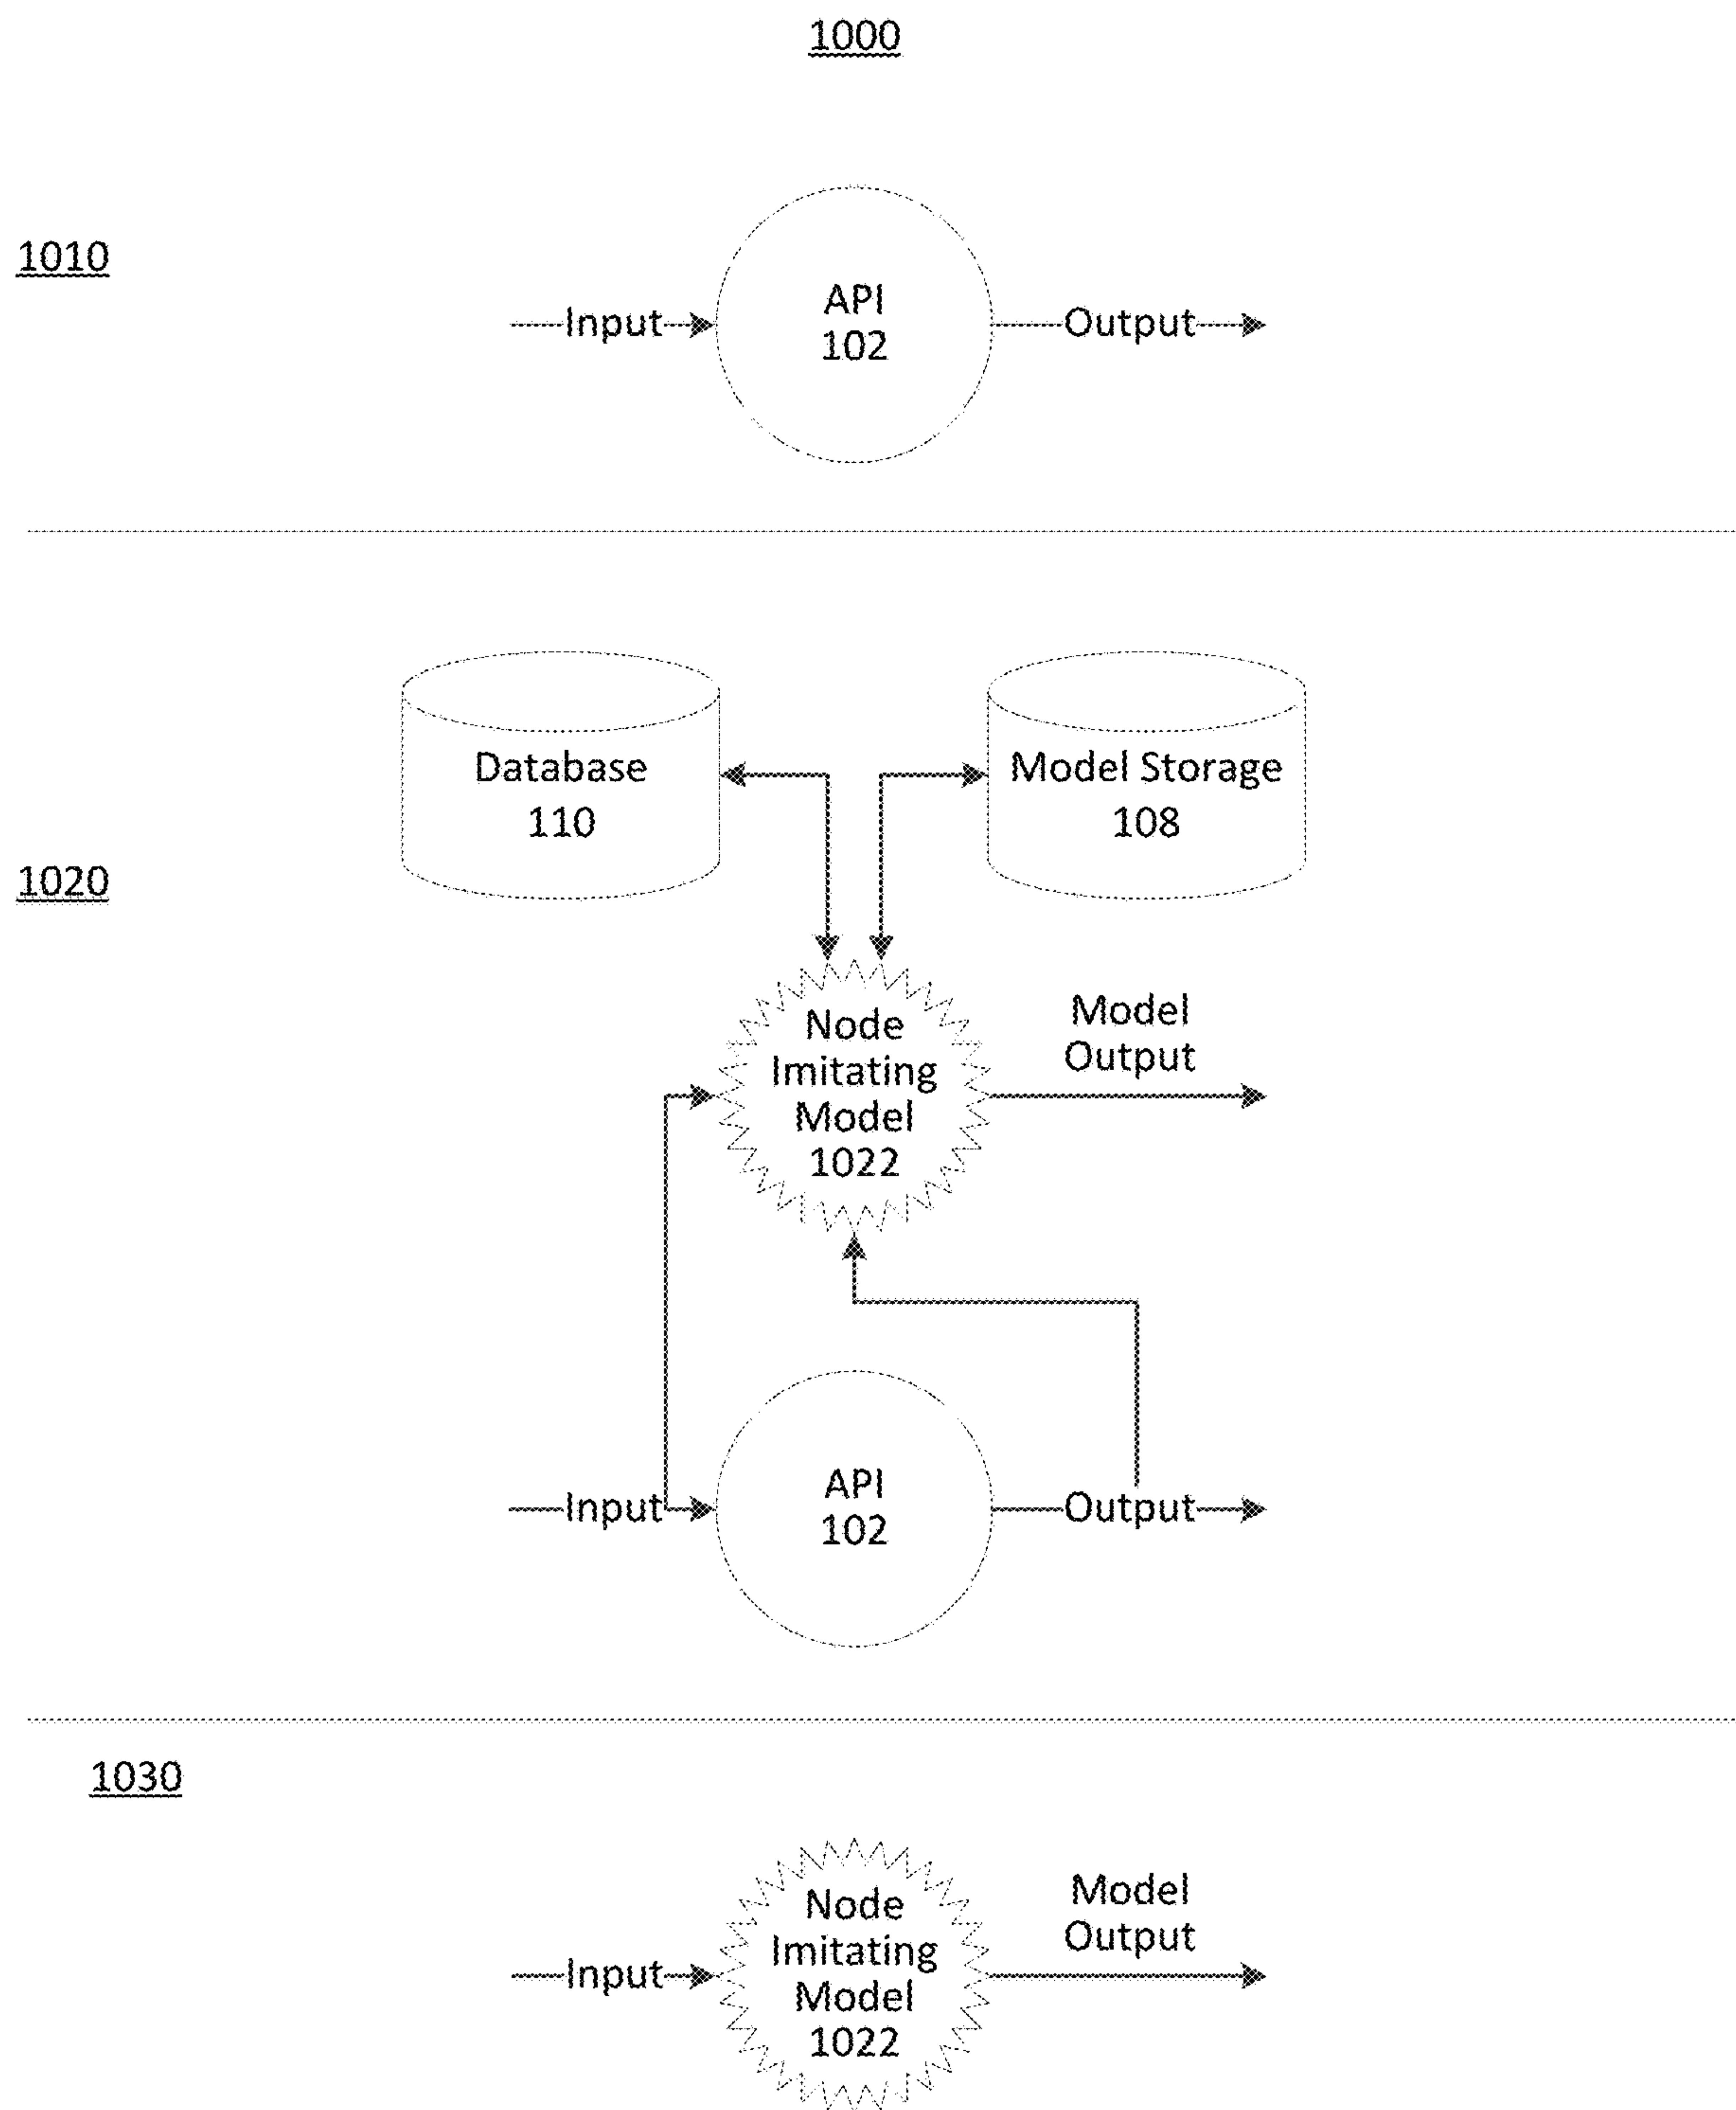 1000
1010
API
Input
102
Output
Database
110
Model Storage
108
1020
Node
Imitating
Model
1022
Model
Output
API
Input
102
Output
1030
Node
Imitating
Model
1022
Input
Model
Output